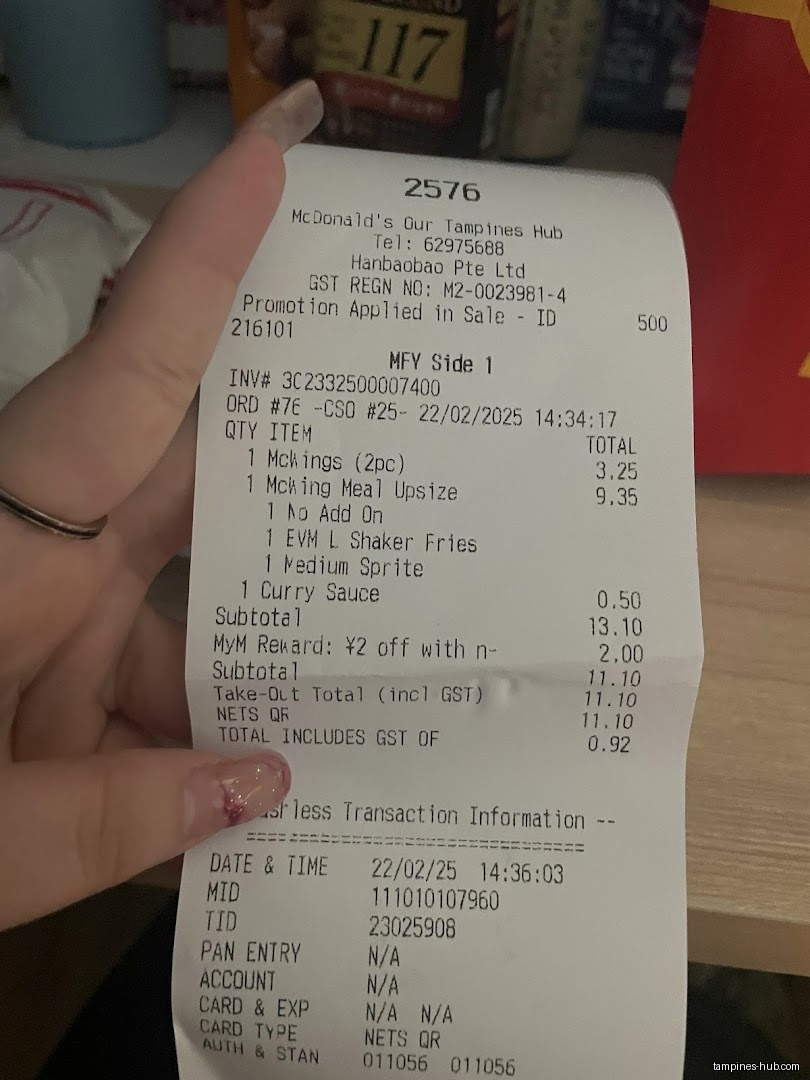 117
2576
McDonald's Our Tampines Hub
Tel: 62975688
Hanbaobao Pte Ltd
GST REGN NO: M2-0023981-4
Promotion Applied in Sale - ID 500
216101
MFY Side 1
INV# 3C2332500007400
ORD #76 -CSO #25- 22/02/2025 14:34:17
QTY ITEM TOTAL
1 McWings (2pc) 3.25
1 McWing Meal Upsize 9.35
1 No Add On
1 EVM L Shaker Fries
1 Medium Sprite
1 Curry Sauce 0.50
Subtotal 13.10
MyM Reward: ¥2 off with n- 2.00
Subtotal 11.10
Take-Out Total (incl GST) 11.10
NETS QR 11.10
TOTAL INCLUDES GST OF 0.92
Transaction Information --
================================
DATE & TIME 22/02/25 14:36:03
MID 111010107960
TID 23025908
PAN ENTRY N/A
ACCOUNT N/A
CARD & EXP N/A N/A
CARD TYPE NETS QR
AUTH & STAN 011056 011056
tampines-hub.com